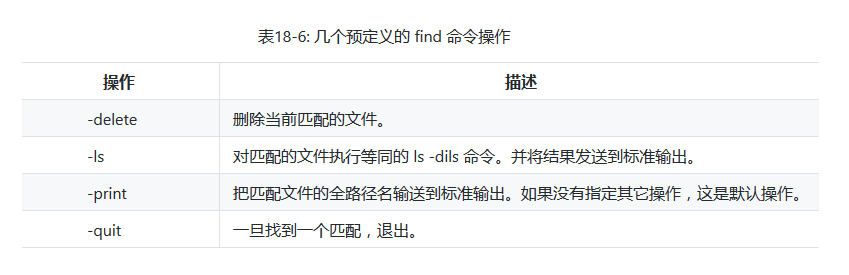 表18-6: 几个预定义的 find 命令操作
操作 描述
-delete 删除当前匹配的文件。
-ls 对匹配的文件执行等同的 ls -dils 命令。并将结果发送到标准输出。
-print 把匹配文件的全路径名输送到标准输出。如果没有指定其它操作，这是默认操作。
-quit 一旦找到一个匹配，退出。